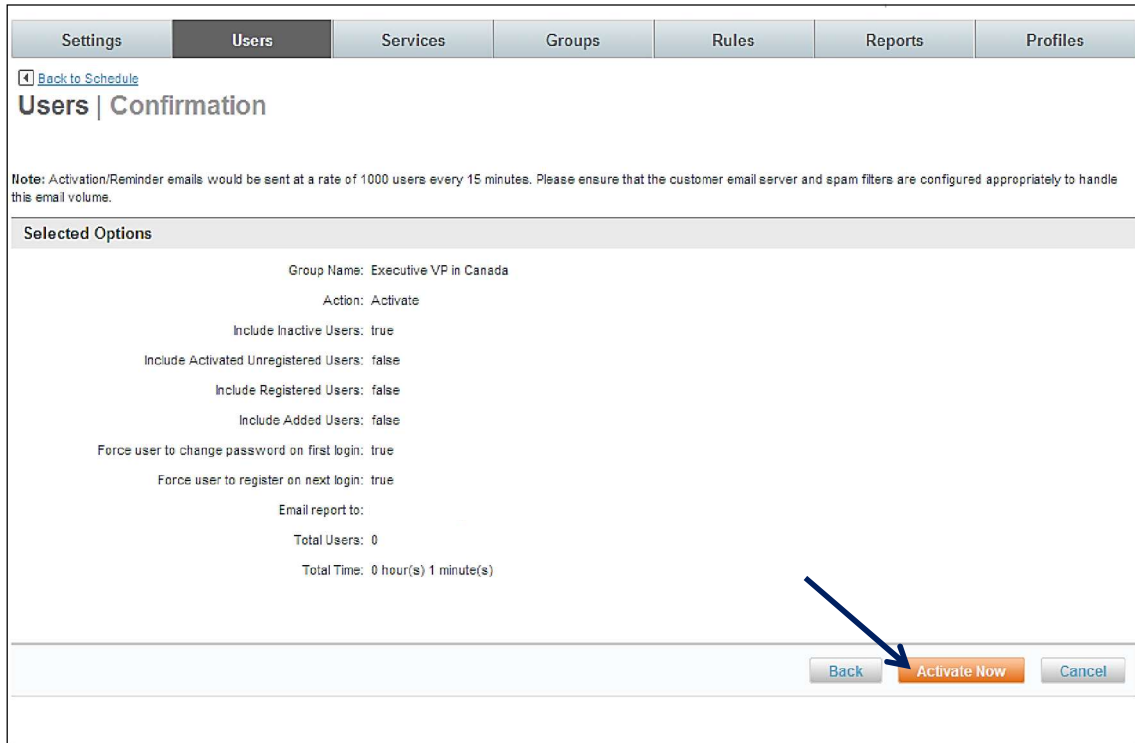 Settings Users Services Groups Rules Reports Profiles
Back to Schedule
Users | Confirmation
Note: Activation/Reminder emails would be sent at a rate of 1000 users every 15 minutes. Please ensure that the customer email server and spam filters are configured appropriately to handle
this email volume.
Selected Options
Group Name: Executive VP in Canada
Action: Activate
Include Inactive Users: true
Include Activated Unregistered Users: false
Include Registered Users: false
Include Added Users: false
Force user to change password on first login: true
Force user to register on next login: true
Email report to:
Total Users: 0
Total Time: 0 hour(s) 1 minute(s)
Back Activate Now Cancel